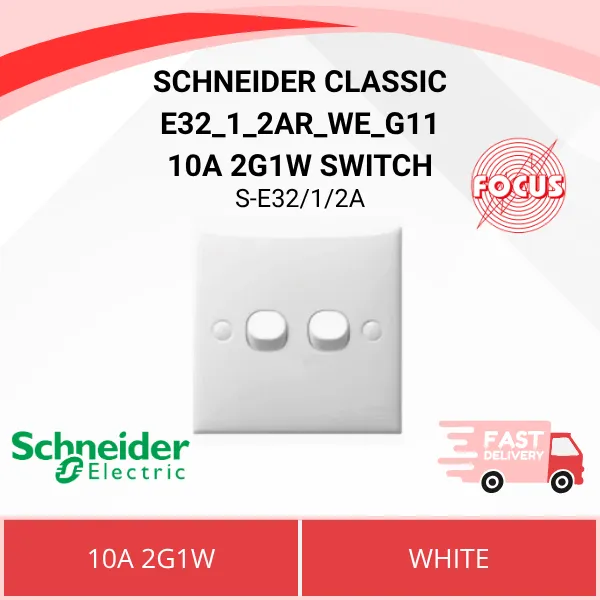 SCHNEIDER CLASSIC
E32_1_2AR_WE_G11
10A 2G1W SWITCH
S-E32/1/2A
FOCUS
Schneider
Electric
FAST
DELIVERY
10A 2G1W
WHITE